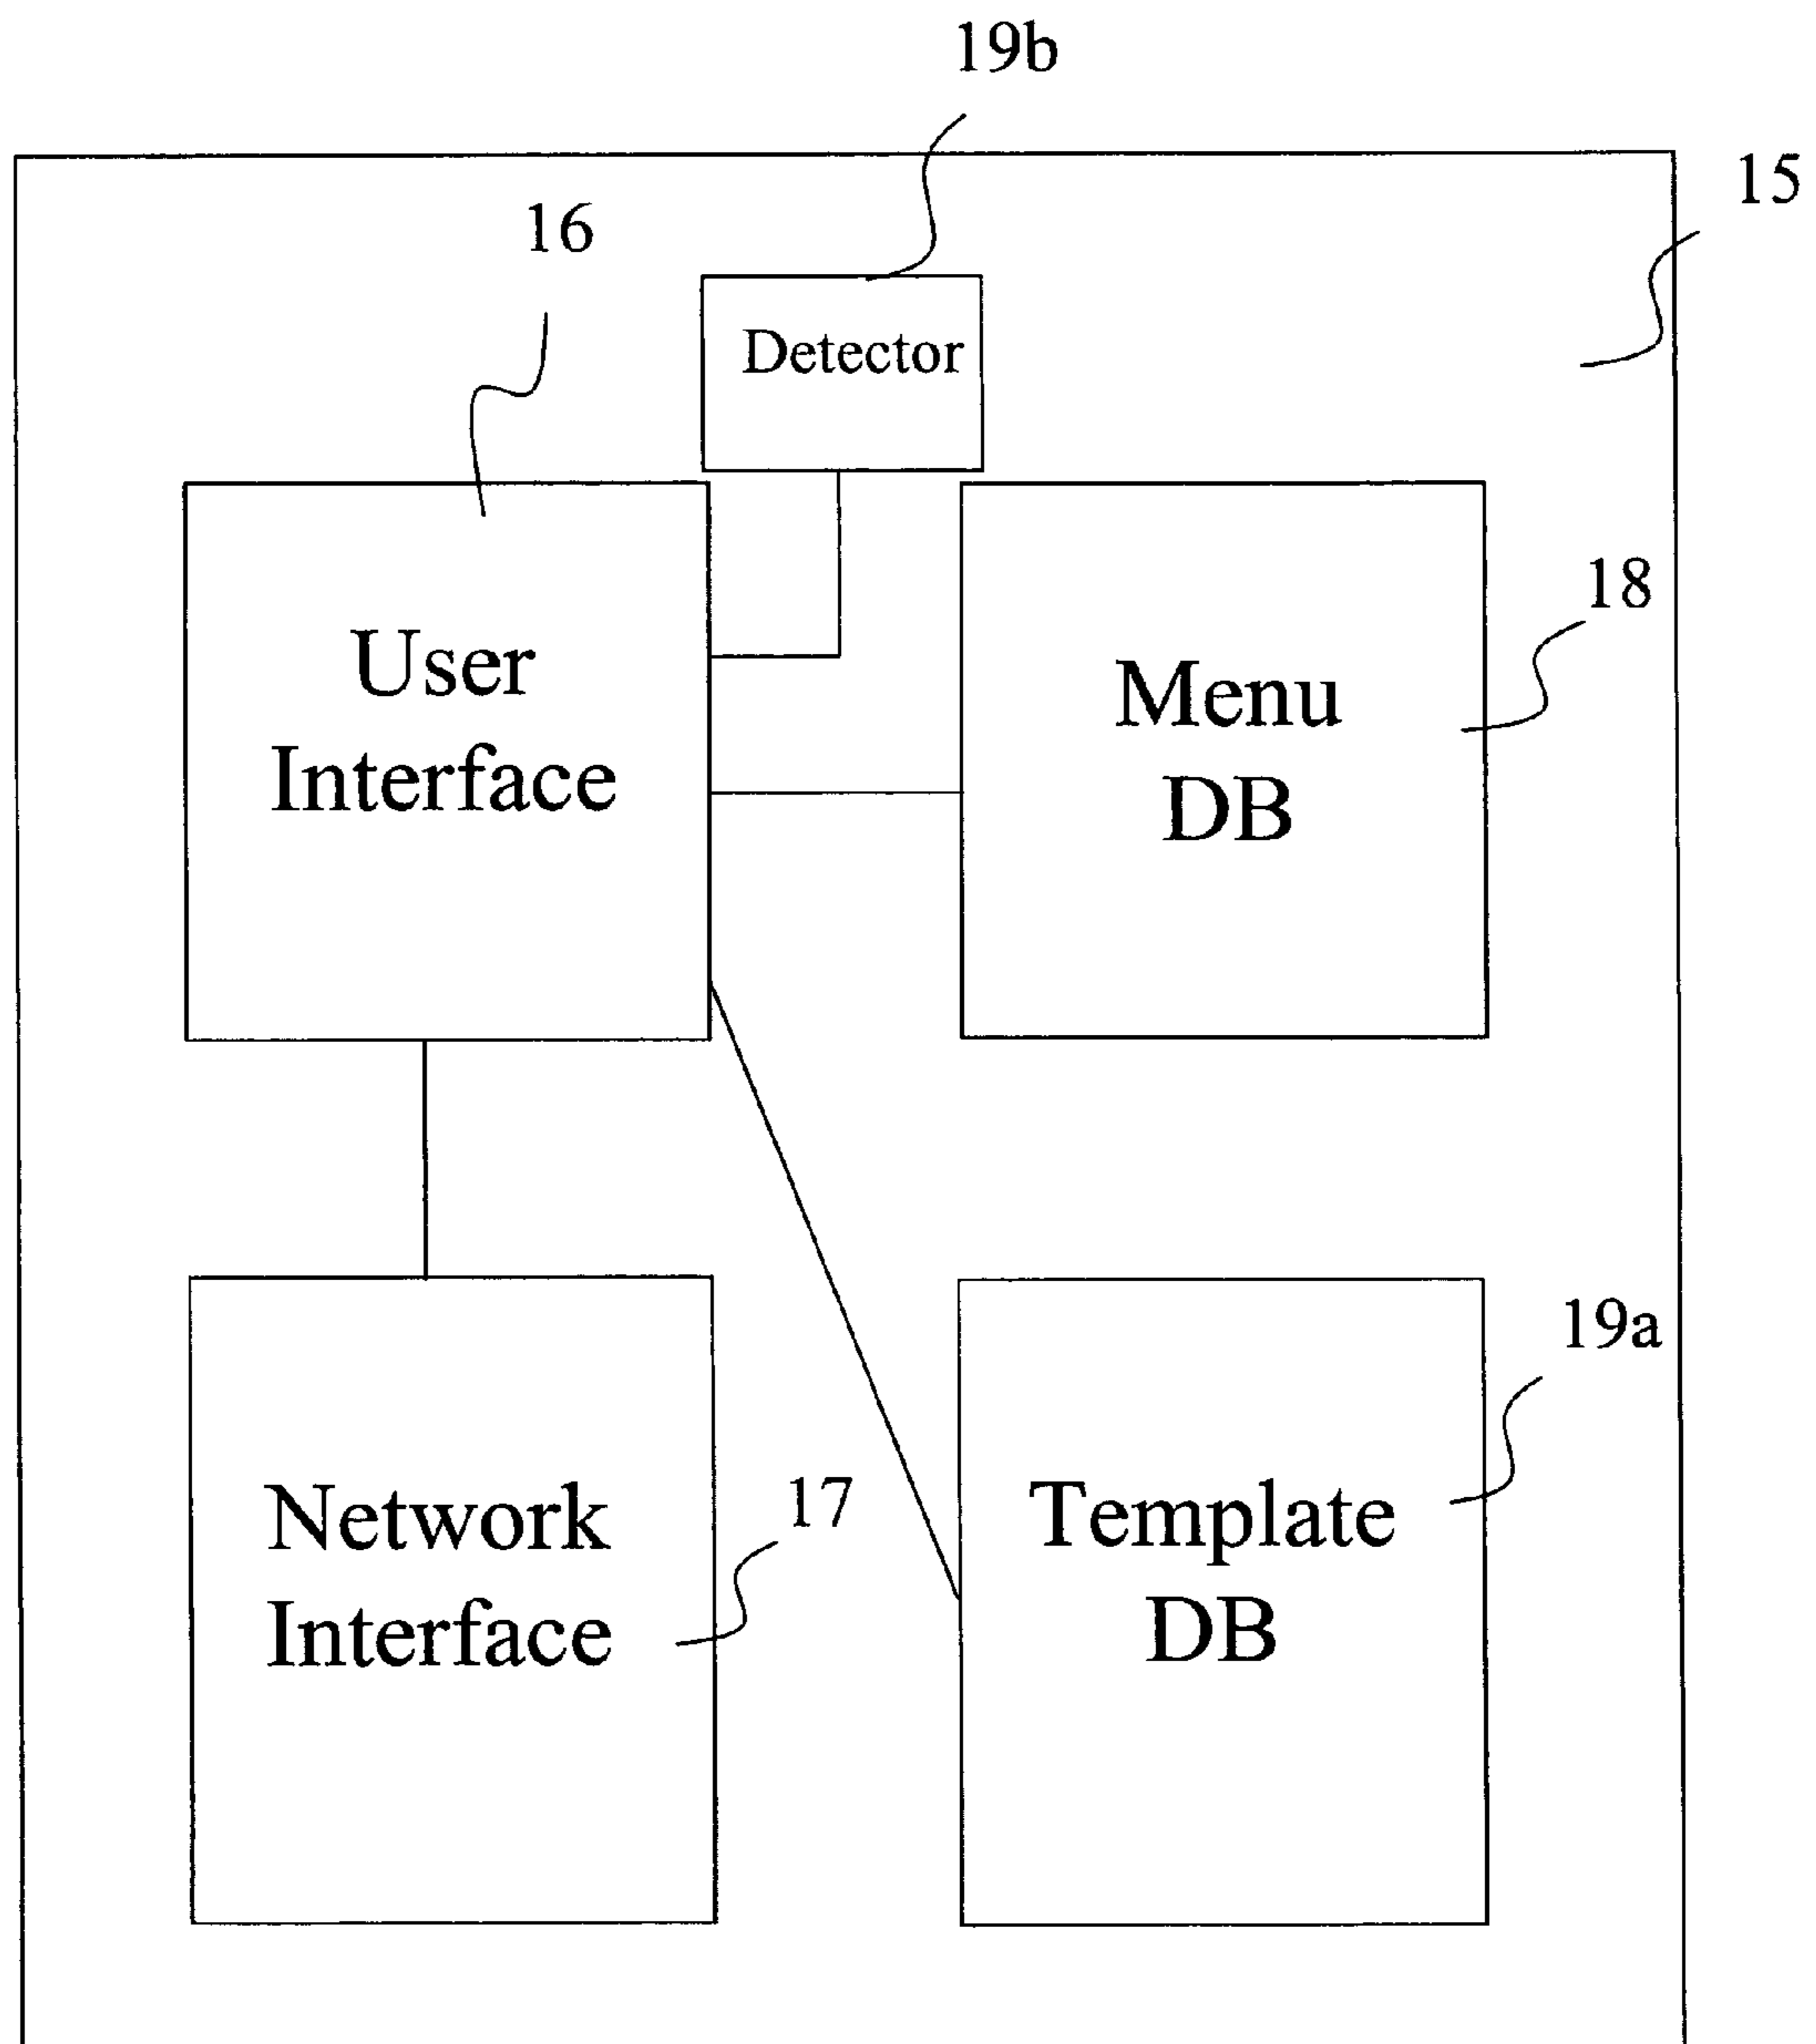 19b
15
16
Detector
User
Interface
18
Menu
DB
19a
Network
Interface
17
Template
DB